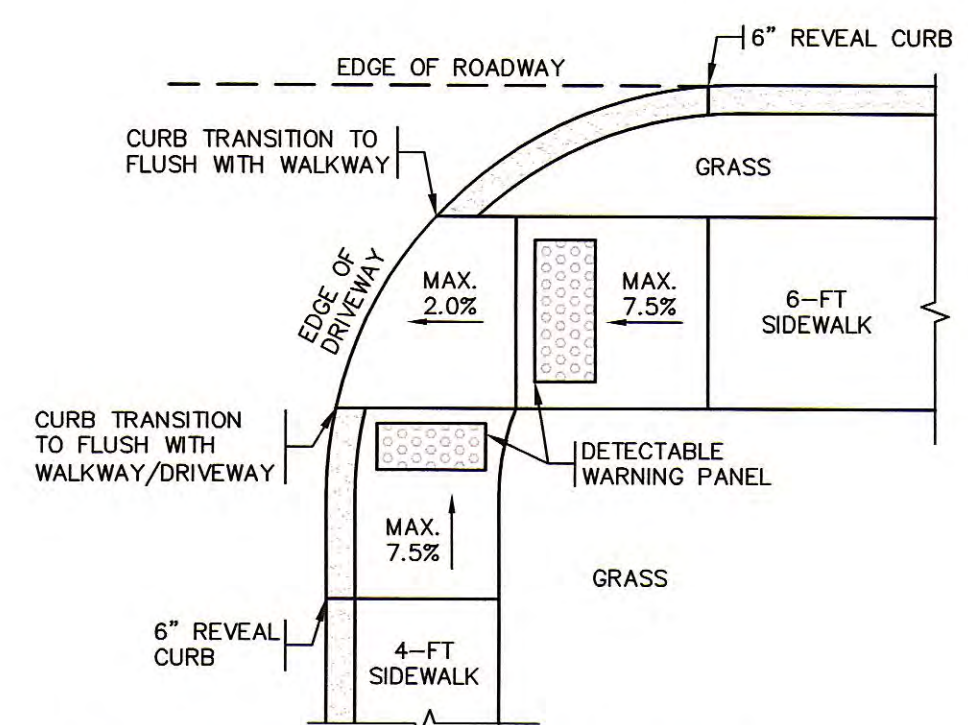 6" REVEAL CURB
EDGE OF ROADWAY
CURB TRANSITION TO
FLUSH WITH WALKWAY
GRASS
EDGE OF
DRIVEWAY
MAX.
2.0%
MAX.
7.5%
6-FT
SIDEWALK
CURB TRANSITION
TO FLUSH WITH
WALKWAY/DRIVEWAY
DETECTABLE
WARNING PANEL
MAX.
7.5%
GRASS
6" REVEAL
CURB
4-FT
SIDEWALK